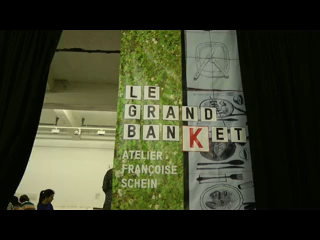 LE
GRAND
BANKET
ATELIER
FRANÇOISE
SCHEIN